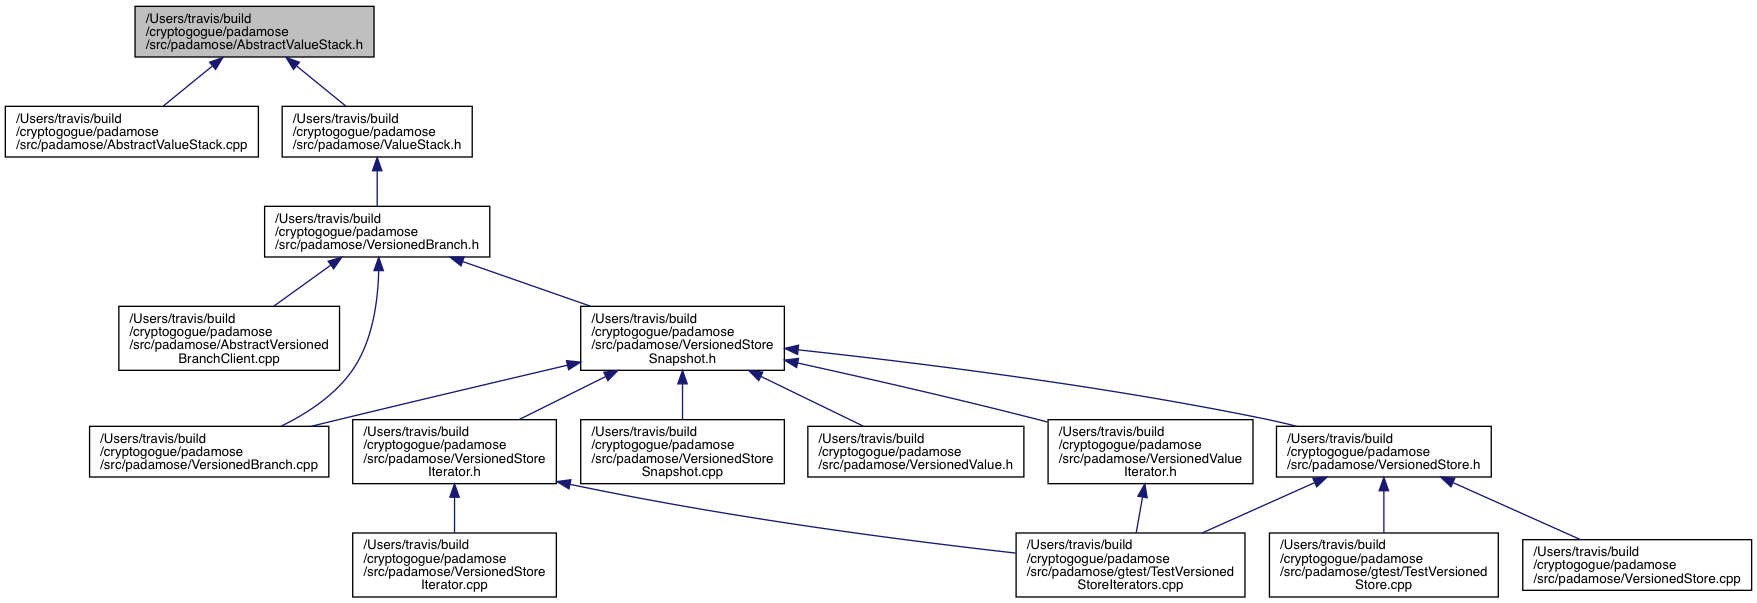 /Users/travis/build
/cryptogogue/padamose
/src/padamose/AbstractValueStack.h
/Users/travis/build
/cryptogogue/padamose
/src/padamose/AbstractValueStack.cpp
/Users/travis/build
/cryptogogue/padamose
/src/padamose/ValueStack.h
/Users/travis/build
/cryptogogue/padamose
/src/padamose/VersionedBranch.h
/Users/travis/build
/cryptogogue/padamose
/src/padamose/AbstractVersioned
BranchClient.cpp
/Users/travis/build
/cryptogogue/padamose
/src/padamose/VersionedStore
Snapshot.h
/Users/travis/build
/cryptogogue/padamose
/src/padamose/VersionedBranch.cpp
/Users/travis/build
/cryptogogue/padamose
/src/padamose/VersionedStore
Iterator.h
/Users/travis/build
/cryptogogue/padamose
/src/padamose/VersionedStore
Snapshot.cpp
/Users/travis/build
/cryptogogue/padamose
/src/padamose/VersionedValue.h
/Users/travis/build
/cryptogogue/padamose
/src/padamose/VersionedValue
Iterator.h
/Users/travis/build
/cryptogogue/padamose
/src/padamose/VersionedStore.h
/Users/travis/build
/cryptogogue/padamose
/src/padamose/VersionedStore
Iterator.cpp
/Users/travis/build
/cryptogogue/padamose
/src/padamose/gtest/TestVersioned
StoreIterators.cpp
/Users/travis/build
/cryptogogue/padamose
/src/padamose/gtest/TestVersioned
Store.cpp
/Users/travis/build
/cryptogogue/padamose
/src/padamose/VersionedStore.cpp